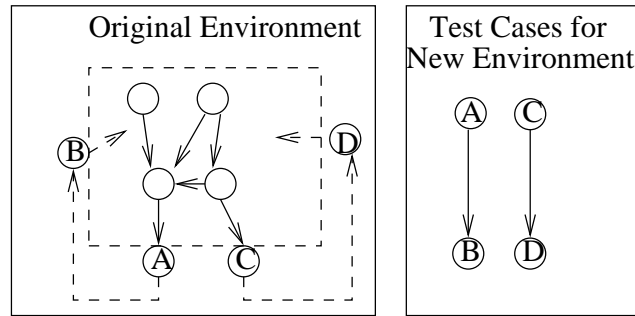 Original Environment
B
D
A
C
Test Cases for
New Environment
A
C
B
D